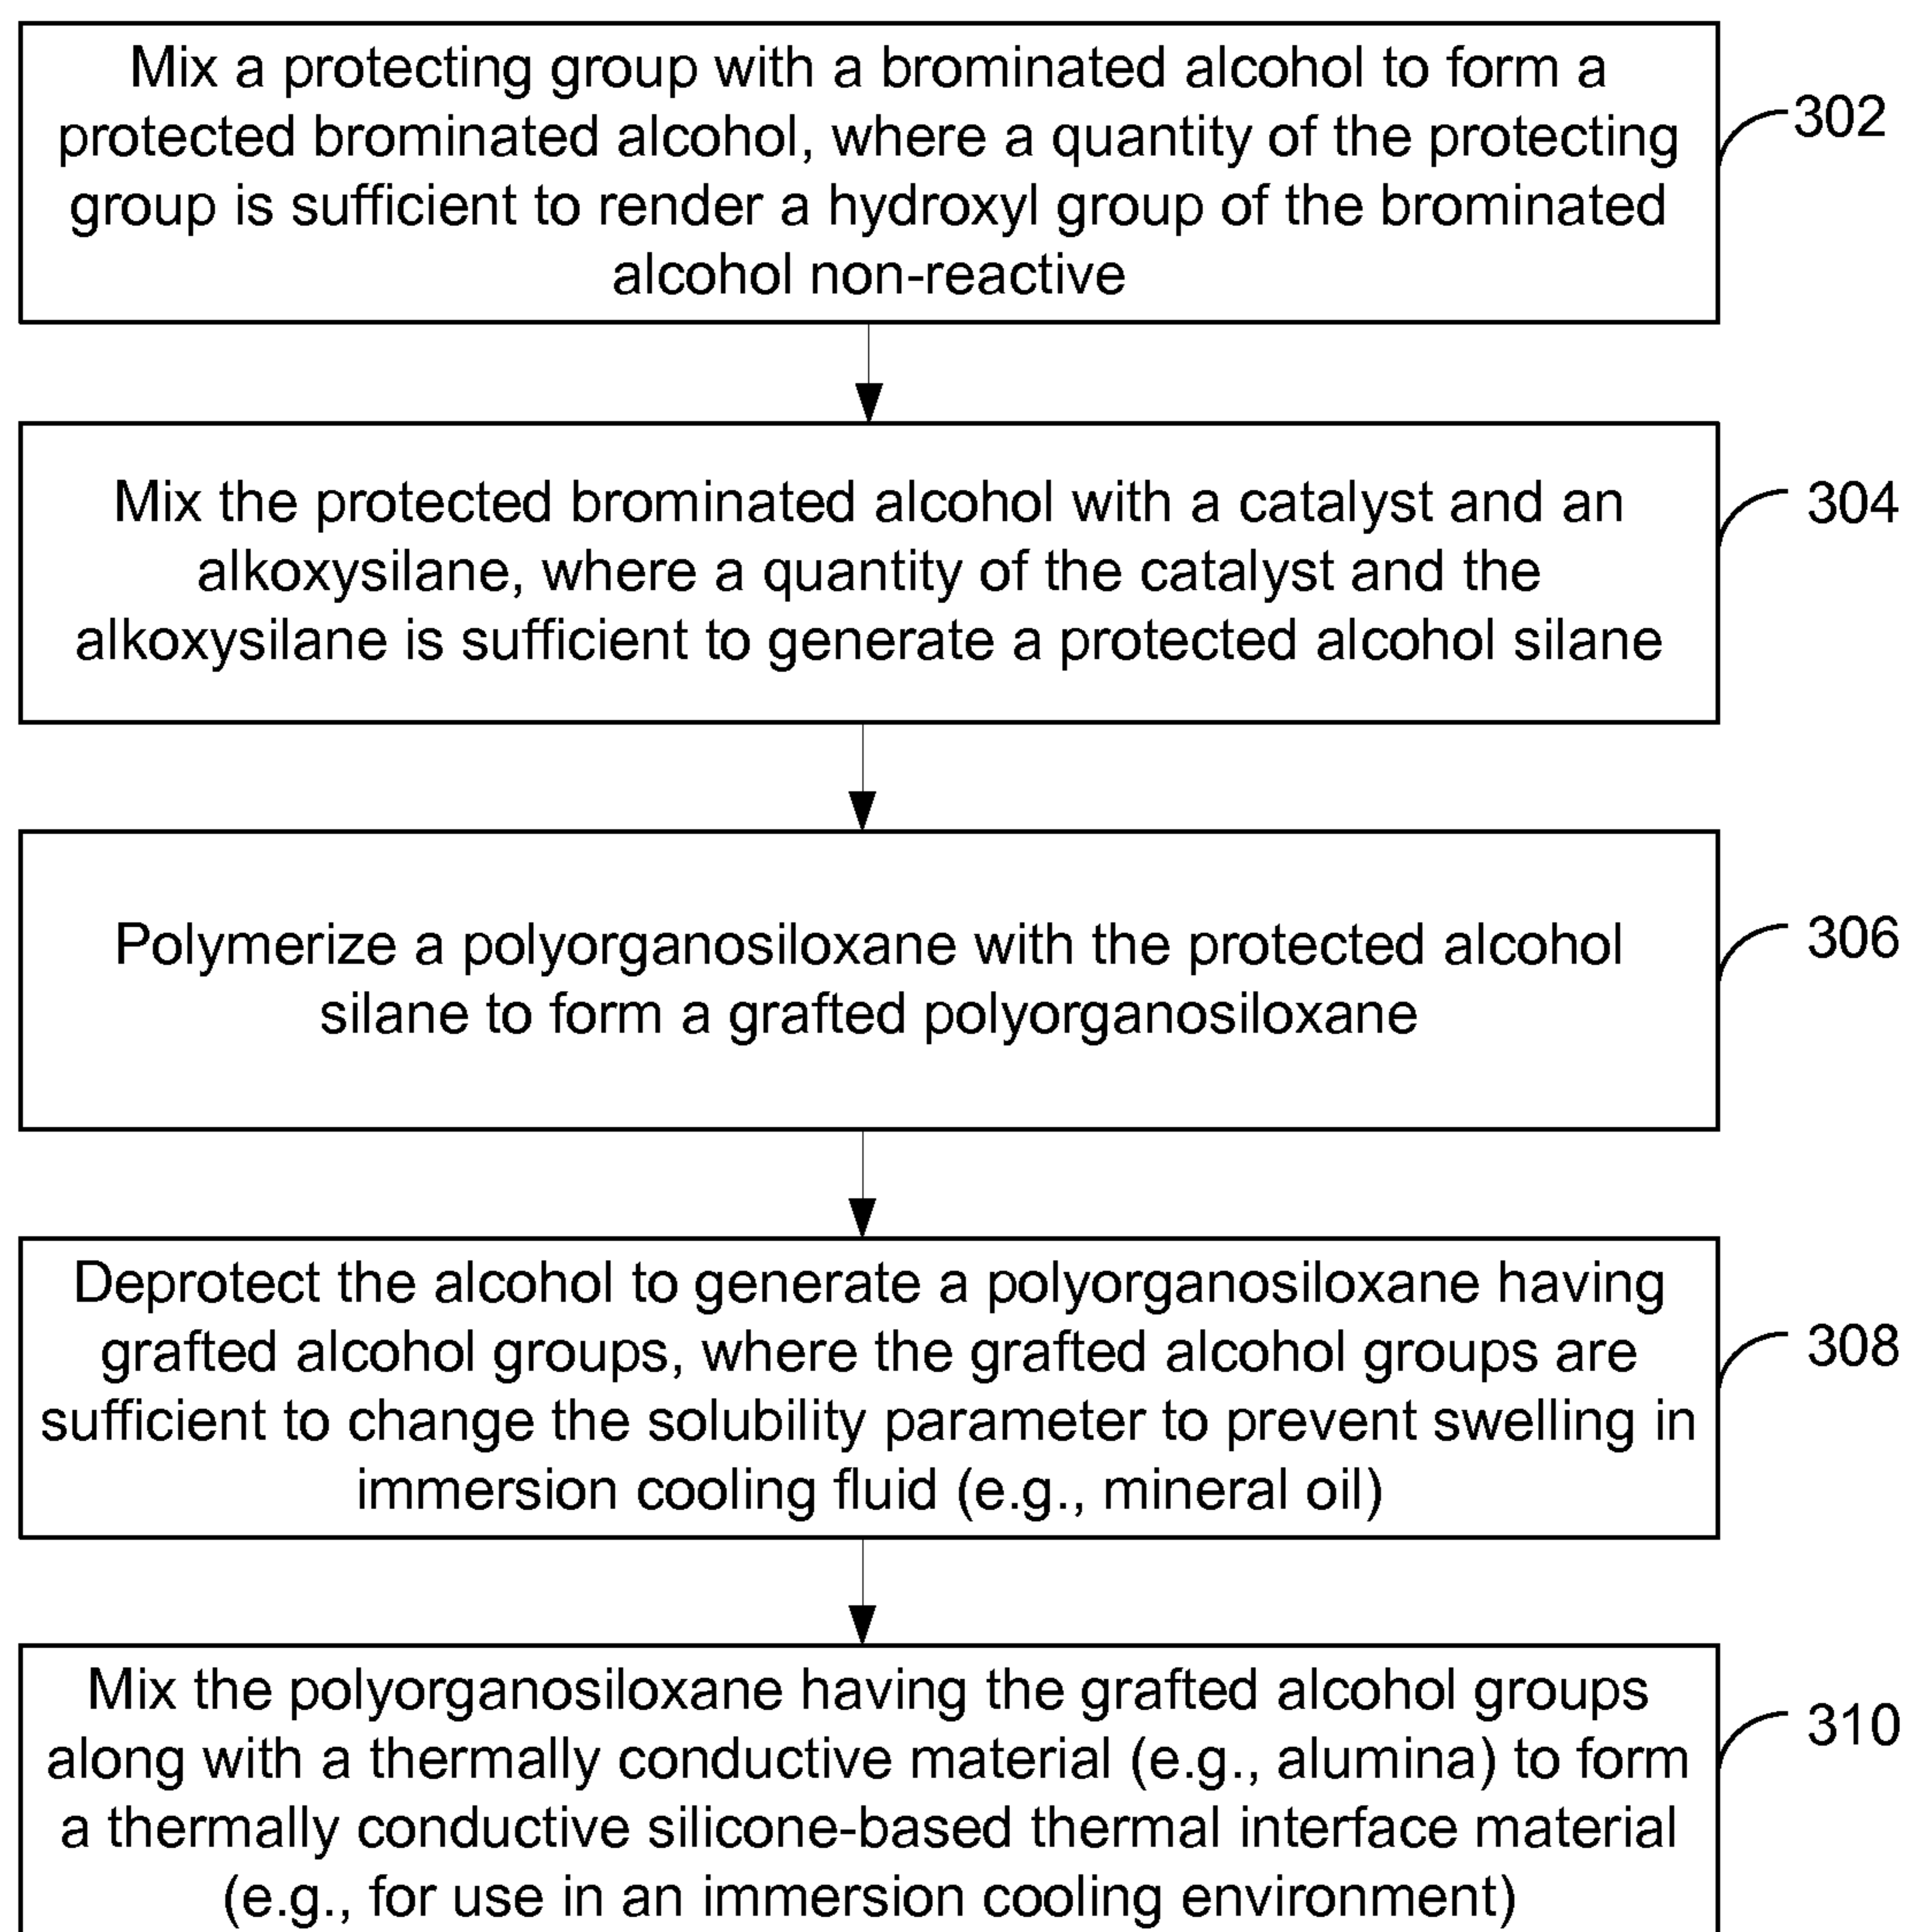 Mix a protecting group with a brominated alcohol to form a
protected brominated alcohol, where a quantity of the protecting
group is sufficient to render a hydroxyl group of the brominated
alcohol non-reactive
302
Mix the protected brominated alcohol with a catalyst and an
alkoxysilane, where a quantity of the catalyst and the
alkoxysilane is sufficient to generate a protected alcohol silane
304
Polymerize a polyorganosiloxane with the protected alcohol
silane to form a grafted polyorganosiloxane
306
Deprotect the alcohol to generate a polyorganosiloxane having
grafted alcohol groups, where the grafted alcohol groups are
sufficient to change the solubility parameter to prevent swelling in
immersion cooling fluid (e.g., mineral oil)
308
Mix the polyorganosiloxane having the grafted alcohol groups
along with a thermally conductive material (e.g., alumina) to form
a thermally conductive silicone-based thermal interface material
(e.g., for use in an immersion cooling environment)
310